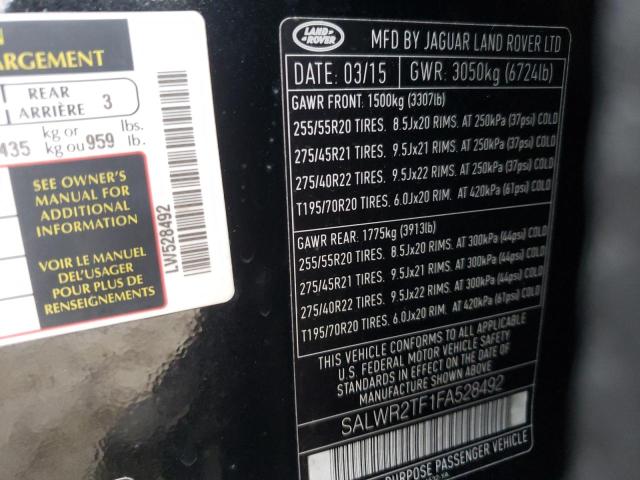 ON
ARGEMENT
REAR
ARRIÈRE 3
435 kg or
kg ou 959 lbs.
lb.
SEE OWNER'S
MANUAL FOR
ADDITIONAL
INFORMATION
VOIR LE MANUEL
DE L'USAGER
POUR PLUS DE
RENSEIGNEMENTS
LW528492
LAND
ROVER
MFD BY JAGUAR LAND ROVER LTD
DATE: 03/15 GWR: 3050kg (6724lb)
GAWR FRONT: 1500kg (3307lb)
255/55R20 TIRES. 8.5Jx20 RIMS. AT 250kPa (37psi) COLD
275/45R21 TIRES. 9.5Jx21 RIMS. AT 250kPa (37psi) COLD
275/40R22 TIRES. 9.5Jx22 RIMS. AT 250kPa (37psi) COLD
T195/70R20 TIRES. 6.0Jx20 RIM. AT 420kPa (61psi) COLD
GAWR REAR: 1775kg (3913lb)
255/55R20 TIRES. 8.5Jx20 RIMS. AT 300kPa (44psi) COLD
275/45R21 TIRES. 9.5Jx21 RIMS. AT 300kPa (44psi) COLD
275/40R22 TIRES. 9.5Jx22 RIMS. AT 300kPa (44psi) COLD
T195/70R20 TIRES. 6.0Jx20 RIM. AT 420kPa (61psi) COLD
THIS VEHICLE CONFORMS TO ALL APPLICABLE
U.S. FEDERAL MOTOR VEHICLE SAFETY
STANDARDS IN EFFECT ON THE DATE OF
MANUFACTURE SHOWN ABOVE
SALWR2TF1FA528492
PURPOSE PASSENGER VEHICLE